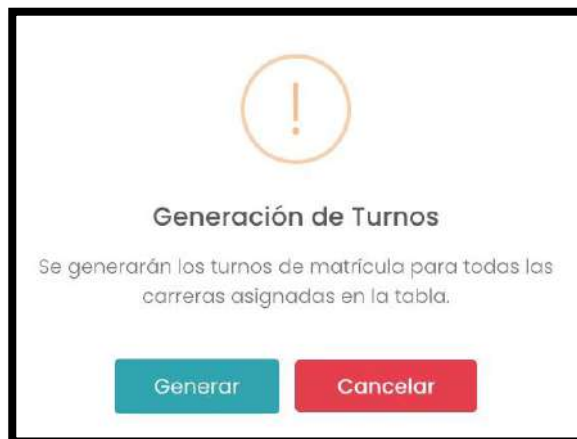 !
Generación de Turnos
Se generarán los turnos de matrícula para todas las
carreras asignadas en la tabla.
Generar
Cancelar